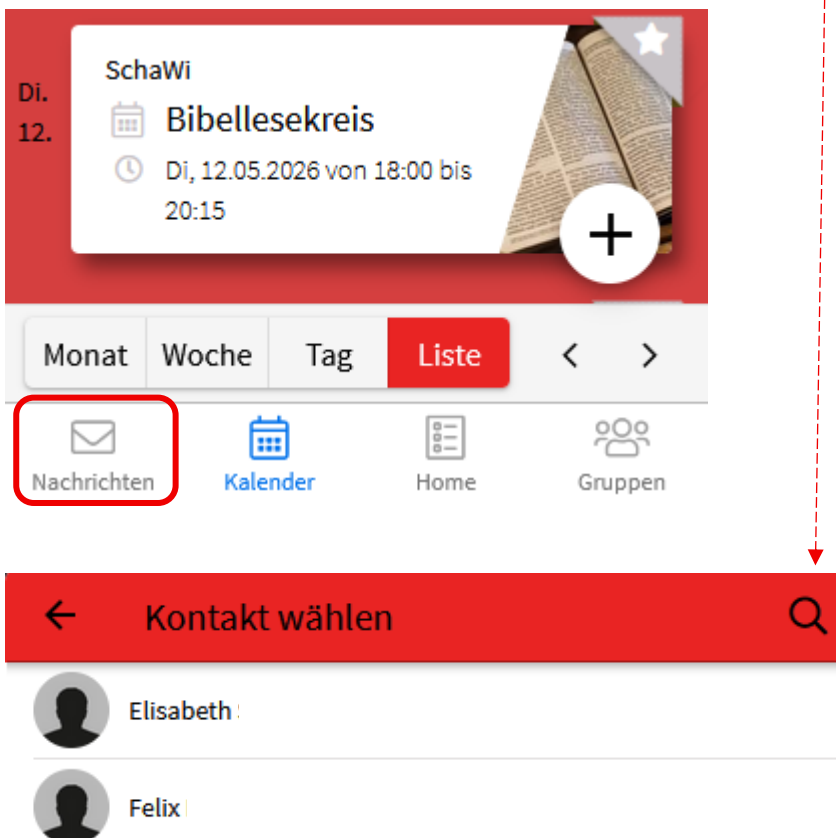 SchaWi
Di.
12.
Bibellesekreis
Di, 12.05.2026 von 18:00 bis
20:15
Monat Woche Tag Liste
Nachrichten Kalender Home Gruppen
Kontakt wählen
Elisabeth
Felix